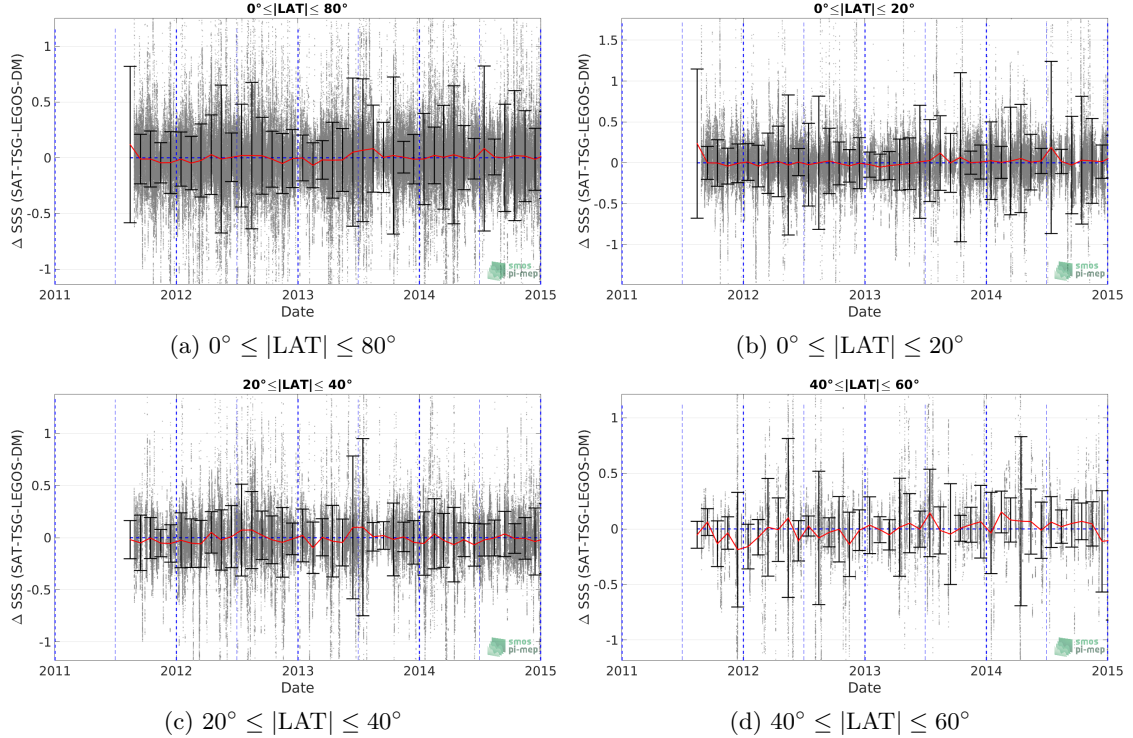 0°≤|LAT|≤ 80°
Δ SSS (SAT-TSG-LEGOS-DM)
1
0.5
0
-0.5
-1
smos
pi-mep
2011 2012 2013 2014 2015
Date
(a) 0° ≤ |LAT| ≤ 80°
0°≤|LAT|≤ 20°
Δ SSS (SAT-TSG-LEGOS-DM)
1.5
1
0.5
0
-0.5
-1
smos
pi-mep
2011 2012 2013 2014 2015
Date
(b) 0° ≤ |LAT| ≤ 20°
20°≤|LAT|≤ 40°
Δ SSS (SAT-TSG-LEGOS-DM)
1
0.5
0
-0.5
-1
smos
pi-mep
2011 2012 2013 2014 2015
Date
(c) 20° ≤ |LAT| ≤ 40°
40°≤|LAT|≤ 60°
Δ SSS (SAT-TSG-LEGOS-DM)
1
0.5
0
-0.5
-1
smos
pi-mep
2011 2012 2013 2014 2015
Date
(d) 40° ≤ |LAT| ≤ 60°